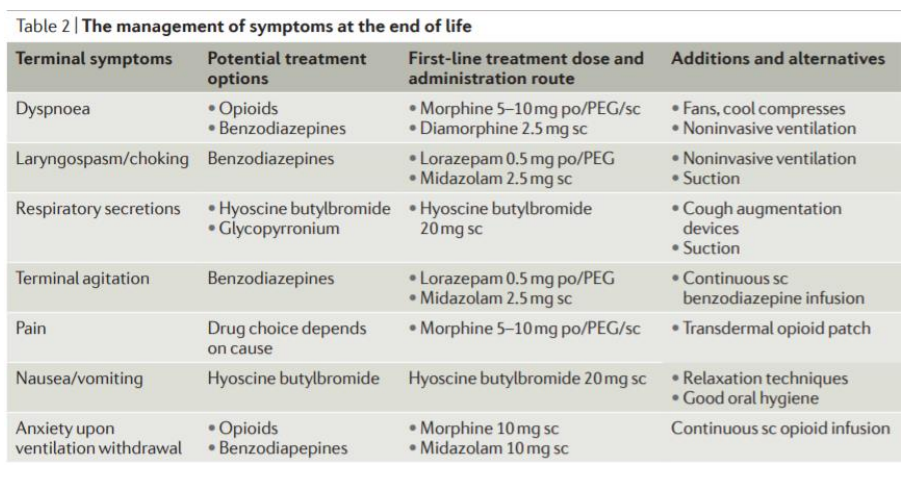 Table 2 | The management of symptoms at the end of life
Terminal symptoms
Potential treatment
options
First-line treatment dose and
administration route
Additions and alternatives
Dyspnoea
• Opioids
• Benzodiazepines
• Morphine 5–10 mg po/PEG/sc
• Diamorphine 2.5 mg sc
• Fans, cool compresses
• Noninvasive ventilation
Laryngospasm/choking
Benzodiazepines
• Lorazepam 0.5 mg po/PEG
• Midazolam 2.5 mg sc
• Noninvasive ventilation
• Suction
Respiratory secretions
• Hyoscine butylbromide
• Glycopyrronium
• Hyoscine butylbromide
20 mg sc
• Cough augmentation
devices
• Suction
Terminal agitation
Benzodiazepines
• Lorazepam 0.5 mg po/PEG
• Midazolam 2.5 mg sc
• Continuous sc
benzodiazepine infusion
Pain
Drug choice depends
on cause
• Morphine 5–10 mg po/PEG/sc
• Transdermal opioid patch
Nausea/vomiting
Hyoscine butylbromide
Hyoscine butylbromide 20 mg sc
• Relaxation techniques
• Good oral hygiene
Anxiety upon
ventilation withdrawal
• Opioids
• Benzodiapepines
• Morphine 10 mg sc
• Midazolam 10 mg sc
Continuous sc opioid infusion